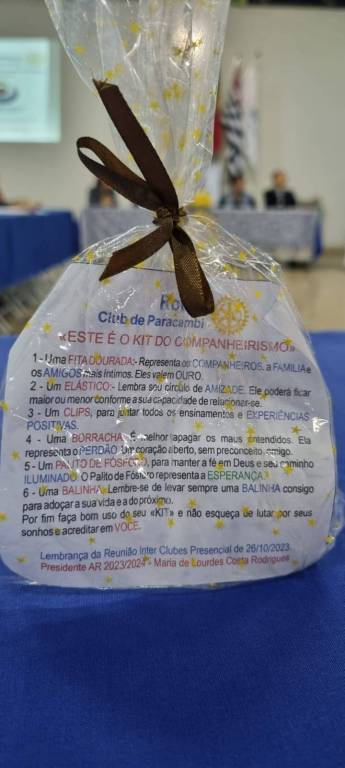 Club de Paracambi
«ESTE É O KIT DO COMPANHEIRISMO»
1- Uma FITA DOURADA:- Representa os COMPANHEIROS, a FAMILIA e
os AMIGOS mais íntimos. Eles valem OURO.
2 - Um ELÁSTICO:- Lembra seu circulo de AMIZADE. Ele poderá ficar
maior ou menor conforme a sua capacidade de relacionar-se.
3 - Um CLIPS, para juntar todos os ensinamentos e EXPERIÊNCIAS
POSITIVAS.
4 - Uma BORRACHA: É melhor apagar os maus entendidos. Ela
representa o PERDÃO. Um coração aberto, sem preconceito, amigo.
5 - Um PALITO DE FÓSFORO, para manter a fé em Deus e seu caminho
ILUMINADO. O Palito de Fósforo representa a ESPERANÇA.
6 - Uma BALINHA: Lembre-se de levar sempre uma BALINHA consigo
para adoçar a sua vida e a do próximo.
Por fim faça bom uso do seu «KIT» e não esqueça de lutar por seus
sonhos e acreditar em VOCÊ.
Lembrança da Reunião Inter Clubes Presencial de 26/10/2023
Presidente AR 2023/2024 - Maria de Lourdes Costa Rodrigues